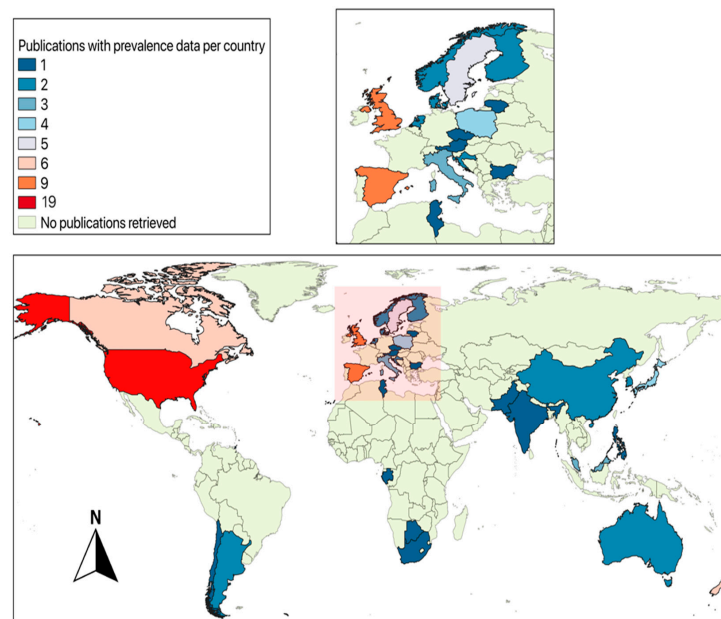 Publications with prevalence data per country
1
2
3
4
5
6
9
19
No publications retrieved
N